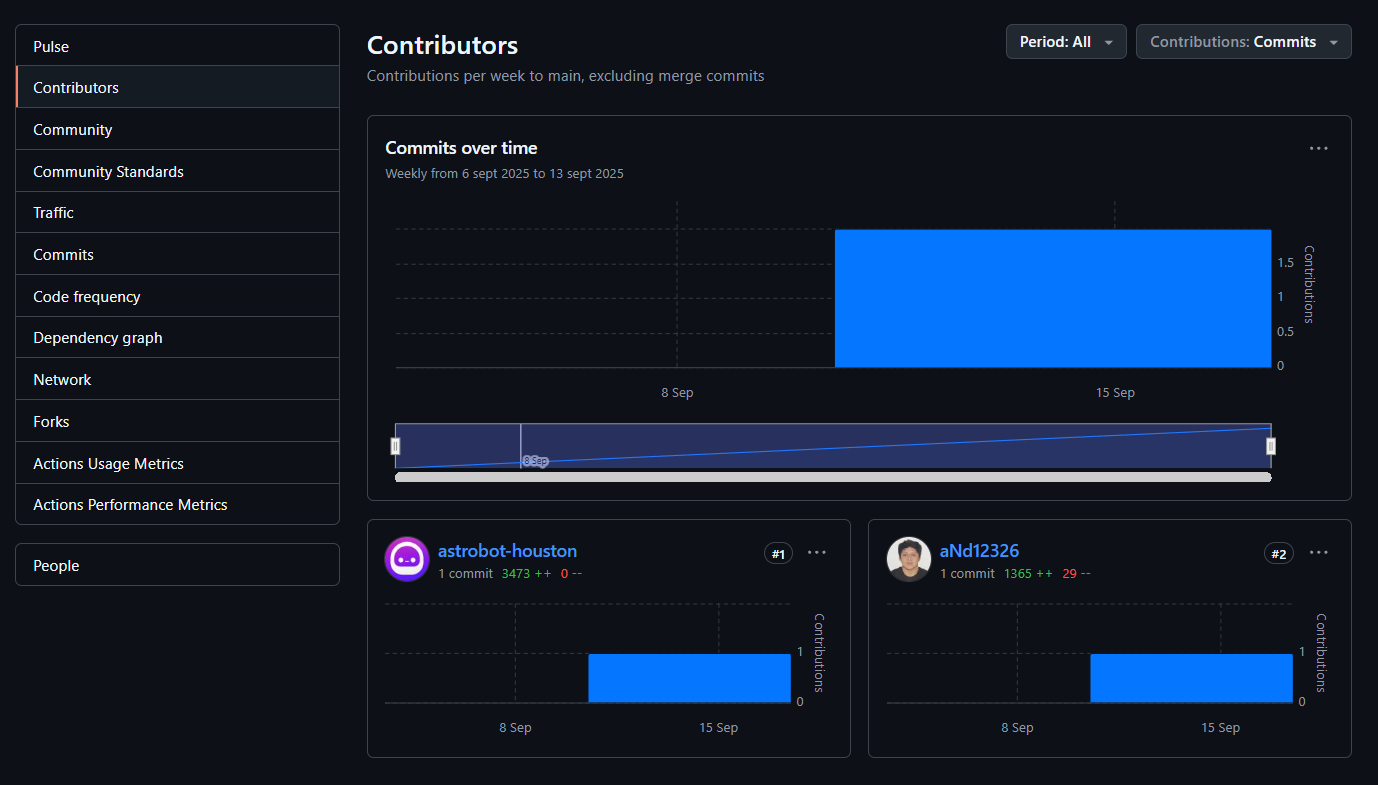 Pulse
Contributors
Community
Community Standards
Traffic
Commits
Code frequency
Dependency graph
Network
Forks
Actions Usage Metrics
Actions Performance Metrics
People
Contributors
Contributions per week to main, excluding merge commits
Period: All
Contributions: Commits
Commits over time
Weekly from 6 sept 2025 to 13 sept 2025
1.5
1
0.5
0
Contributions
8 Sep
15 Sep
8 Sep
astrobot-houston
#1
1 commit 3473 ++ 0 --
Contributions
1
0
8 Sep
15 Sep
aNd12326
#2
1 commit 1365 ++ 29 --
Contributions
1
0
8 Sep
15 Sep